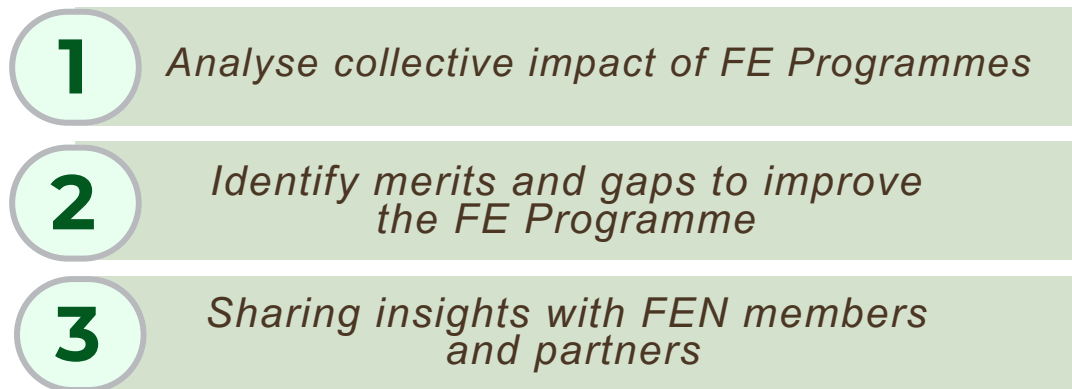 1
Analyse collective impact of FE Programmes
2
Identify merits and gaps to improve
the FE Programme
3
Sharing insights with FEN members
and partners